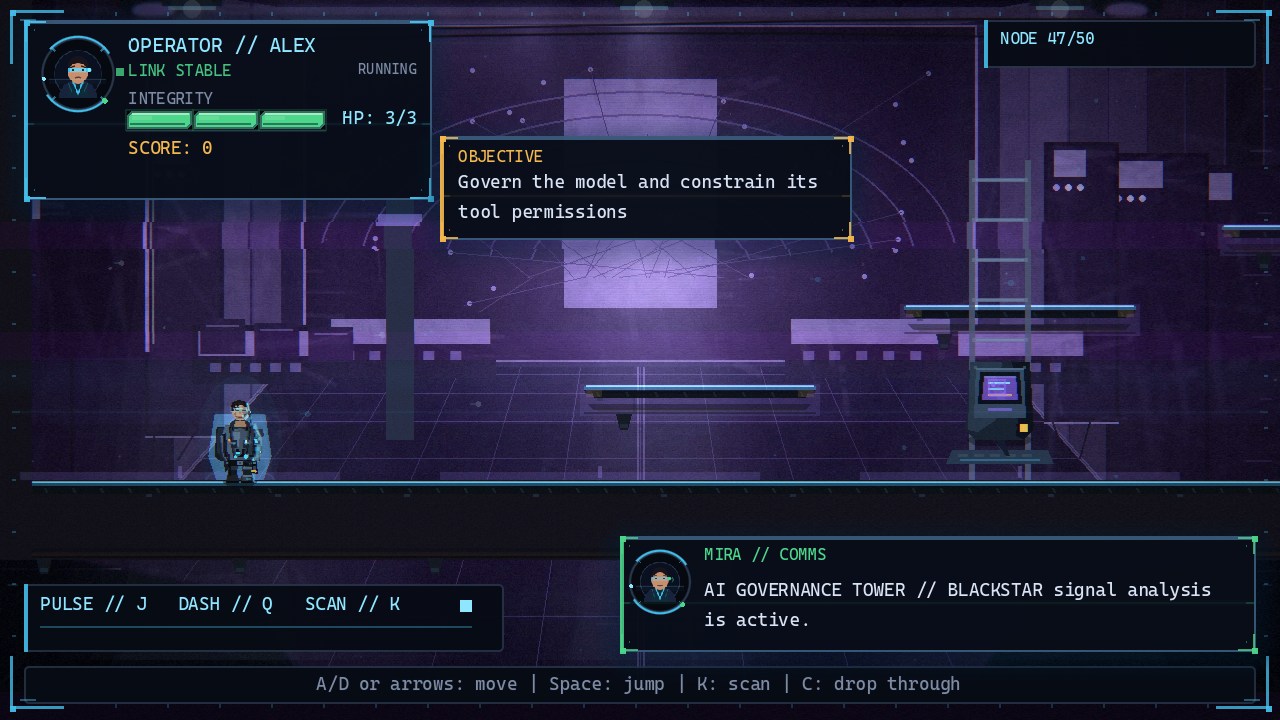 OPERATOR // ALEX
LINK STABLE
RUNNING
INTEGRITY
HP: 3/3
SCORE: 0
NODE 47/50
OBJECTIVE
Govern the model and constrain its
tool permissions
MIRA // COMMS
AI GOVERNANCE TOWER // BLACKSTAR signal analysis
is active.
PULSE // J DASH // Q SCAN // K
A/D or arrows: move | Space: jump | K: scan | C: drop through